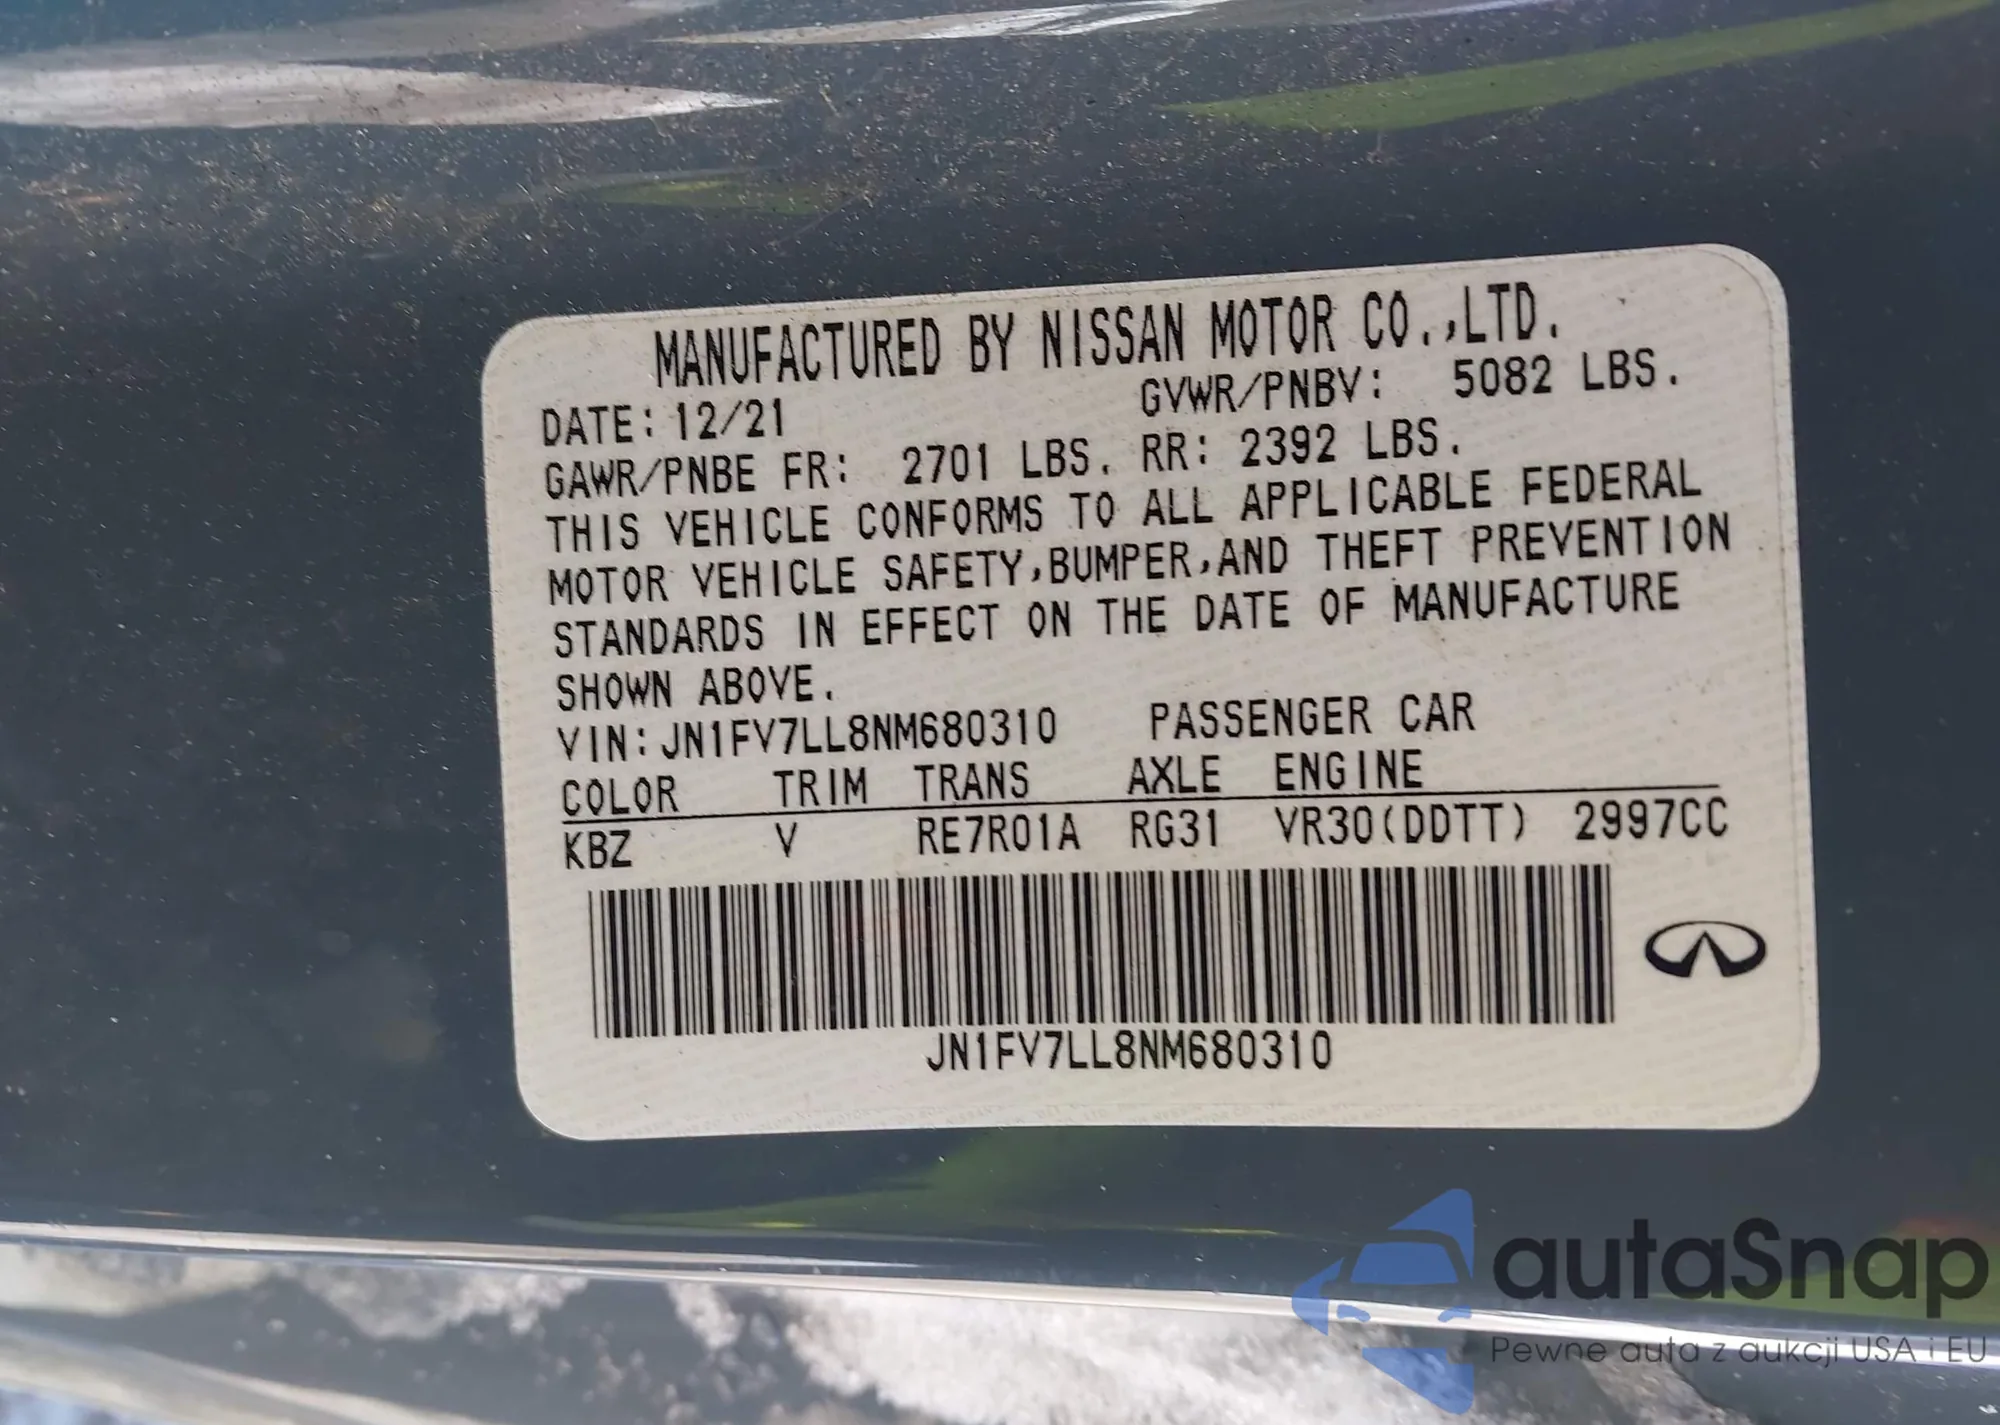 MANUFACTURED BY NISSAN MOTOR CO.,LTD.
DATE: 12/21 GVWR/PNBV: 5082 LBS.
GAWR/PNBE FR: 2701 LBS. RR: 2392 LBS.
THIS VEHICLE CONFORMS TO ALL APPLICABLE FEDERAL
MOTOR VEHICLE SAFETY,BUMPER,AND THEFT PREVENTION
STANDARDS IN EFFECT ON THE DATE OF MANUFACTURE
SHOWN ABOVE.
VIN:JN1FV7LL8NM680310 PASSENGER CAR
COLOR TRIM TRANS AXLE ENGINE
KBZ V RE7R01A RG31 VR30(DDTT) 2997CC
JN1FV7LL8NM680310
autaSnap
Pewne auta z aukcji USA i EU